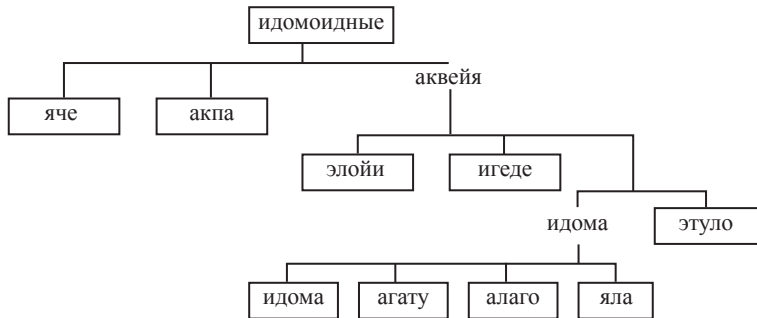 идомоидные
аквейя
яче акпа
элойи игеде
идома этуло
идома агату алаго яла